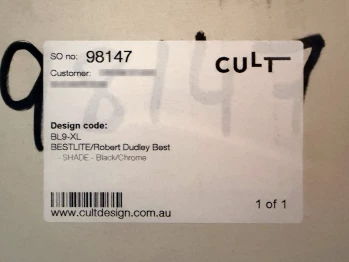 98147
SO no: 98147
CULT
Customer:
Design code:
BL9-XL
BESTLITE/Robert Dudley Best
- SHADE - Black/Chrome
www.cultdesign.com.au
1 of 1